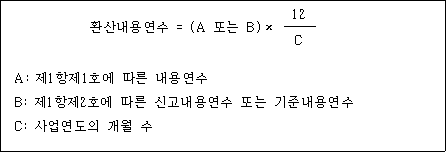 환산내용연수 = (A 또는 B) × 12 / C
A: 제1항제1호에 따른 내용연수
B: 제1항제2호에 따른 신고내용연수 또는 기준내용연수
C: 사업연도의 개월 수